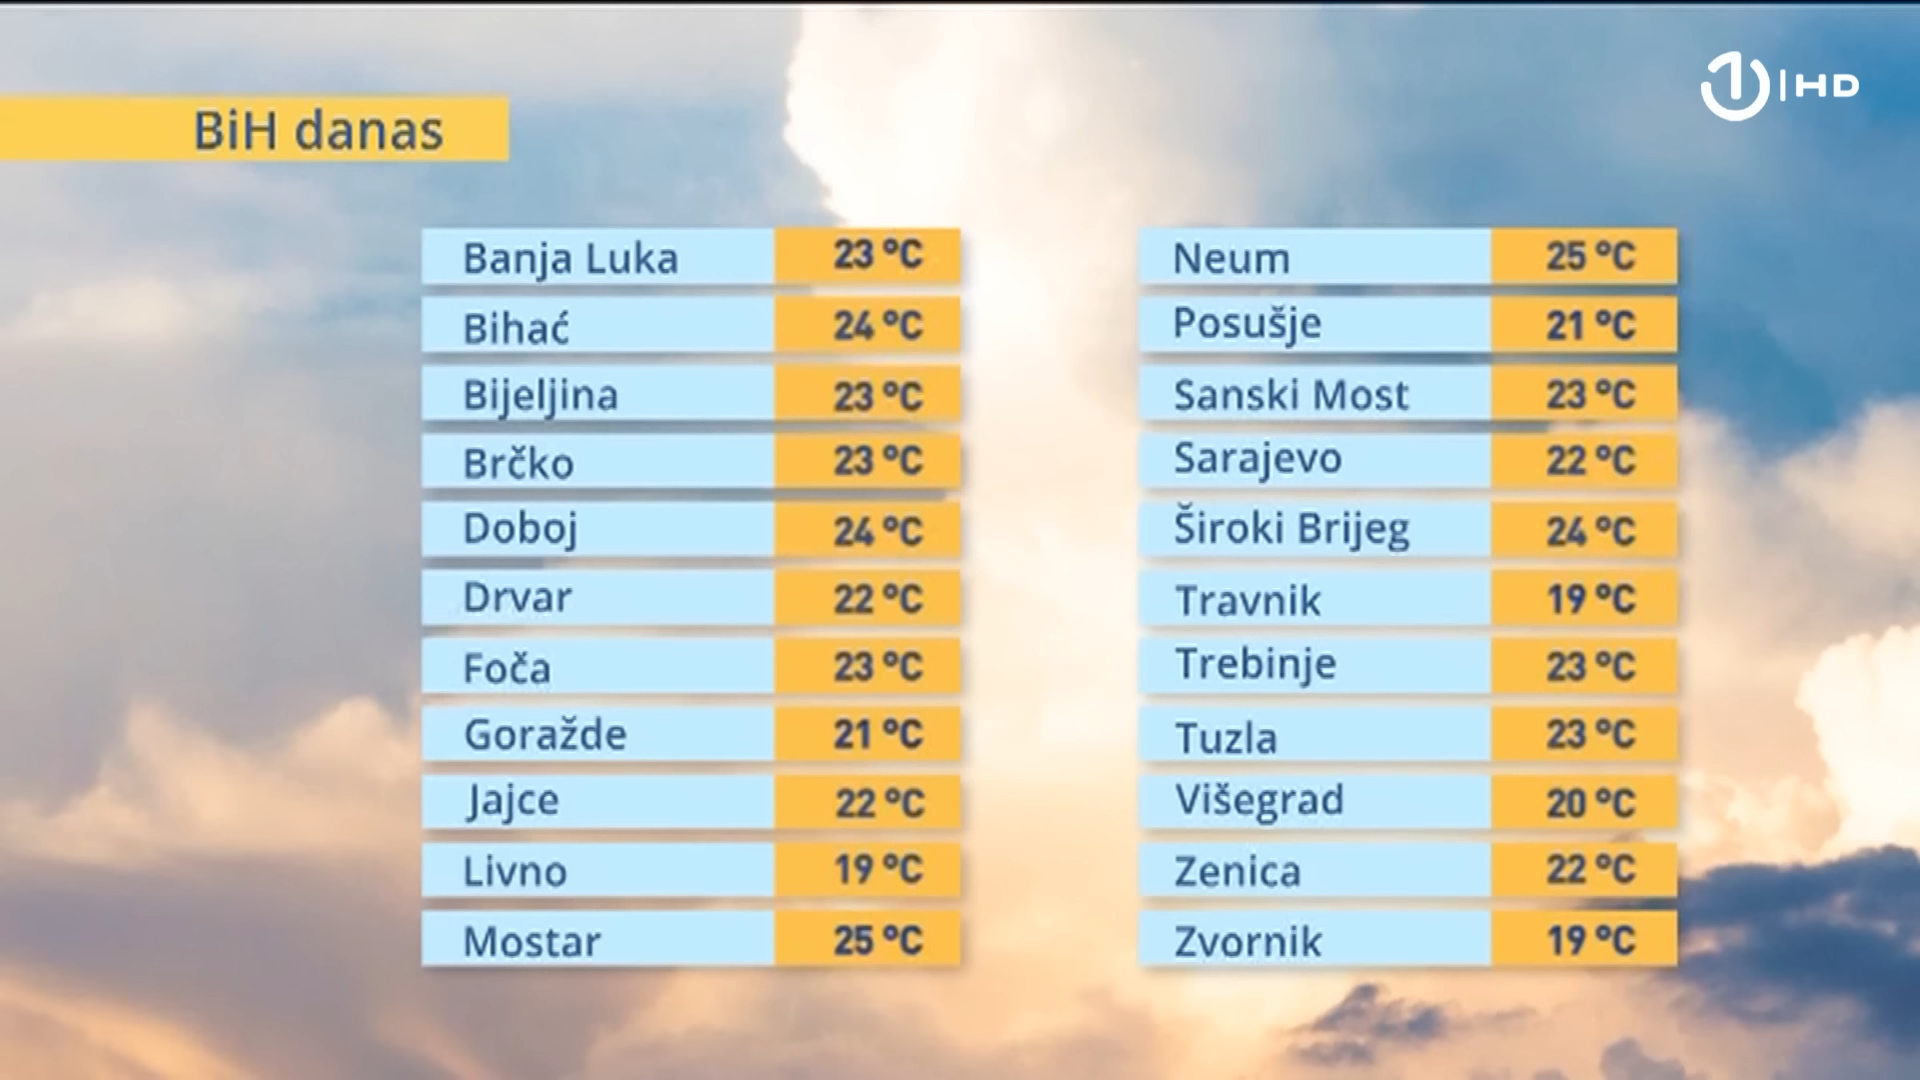 BiH danas
1 HD
Banja Luka 23 °C
Bihać 24 °C
Bijeljina 23 °C
Brčko 23 °C
Doboj 24 °C
Drvar 22 °C
Foča 23 °C
Goražde 21 °C
Jajce 22 °C
Livno 19 °C
Mostar 25 °C
Neum 25 °C
Posušje 21 °C
Sanski Most 23 °C
Sarajevo 22 °C
Široki Brijeg 24 °C
Travnik 19 °C
Trebinje 23 °C
Tuzla 23 °C
Višegrad 20 °C
Zenica 22 °C
Zvornik 19 °C